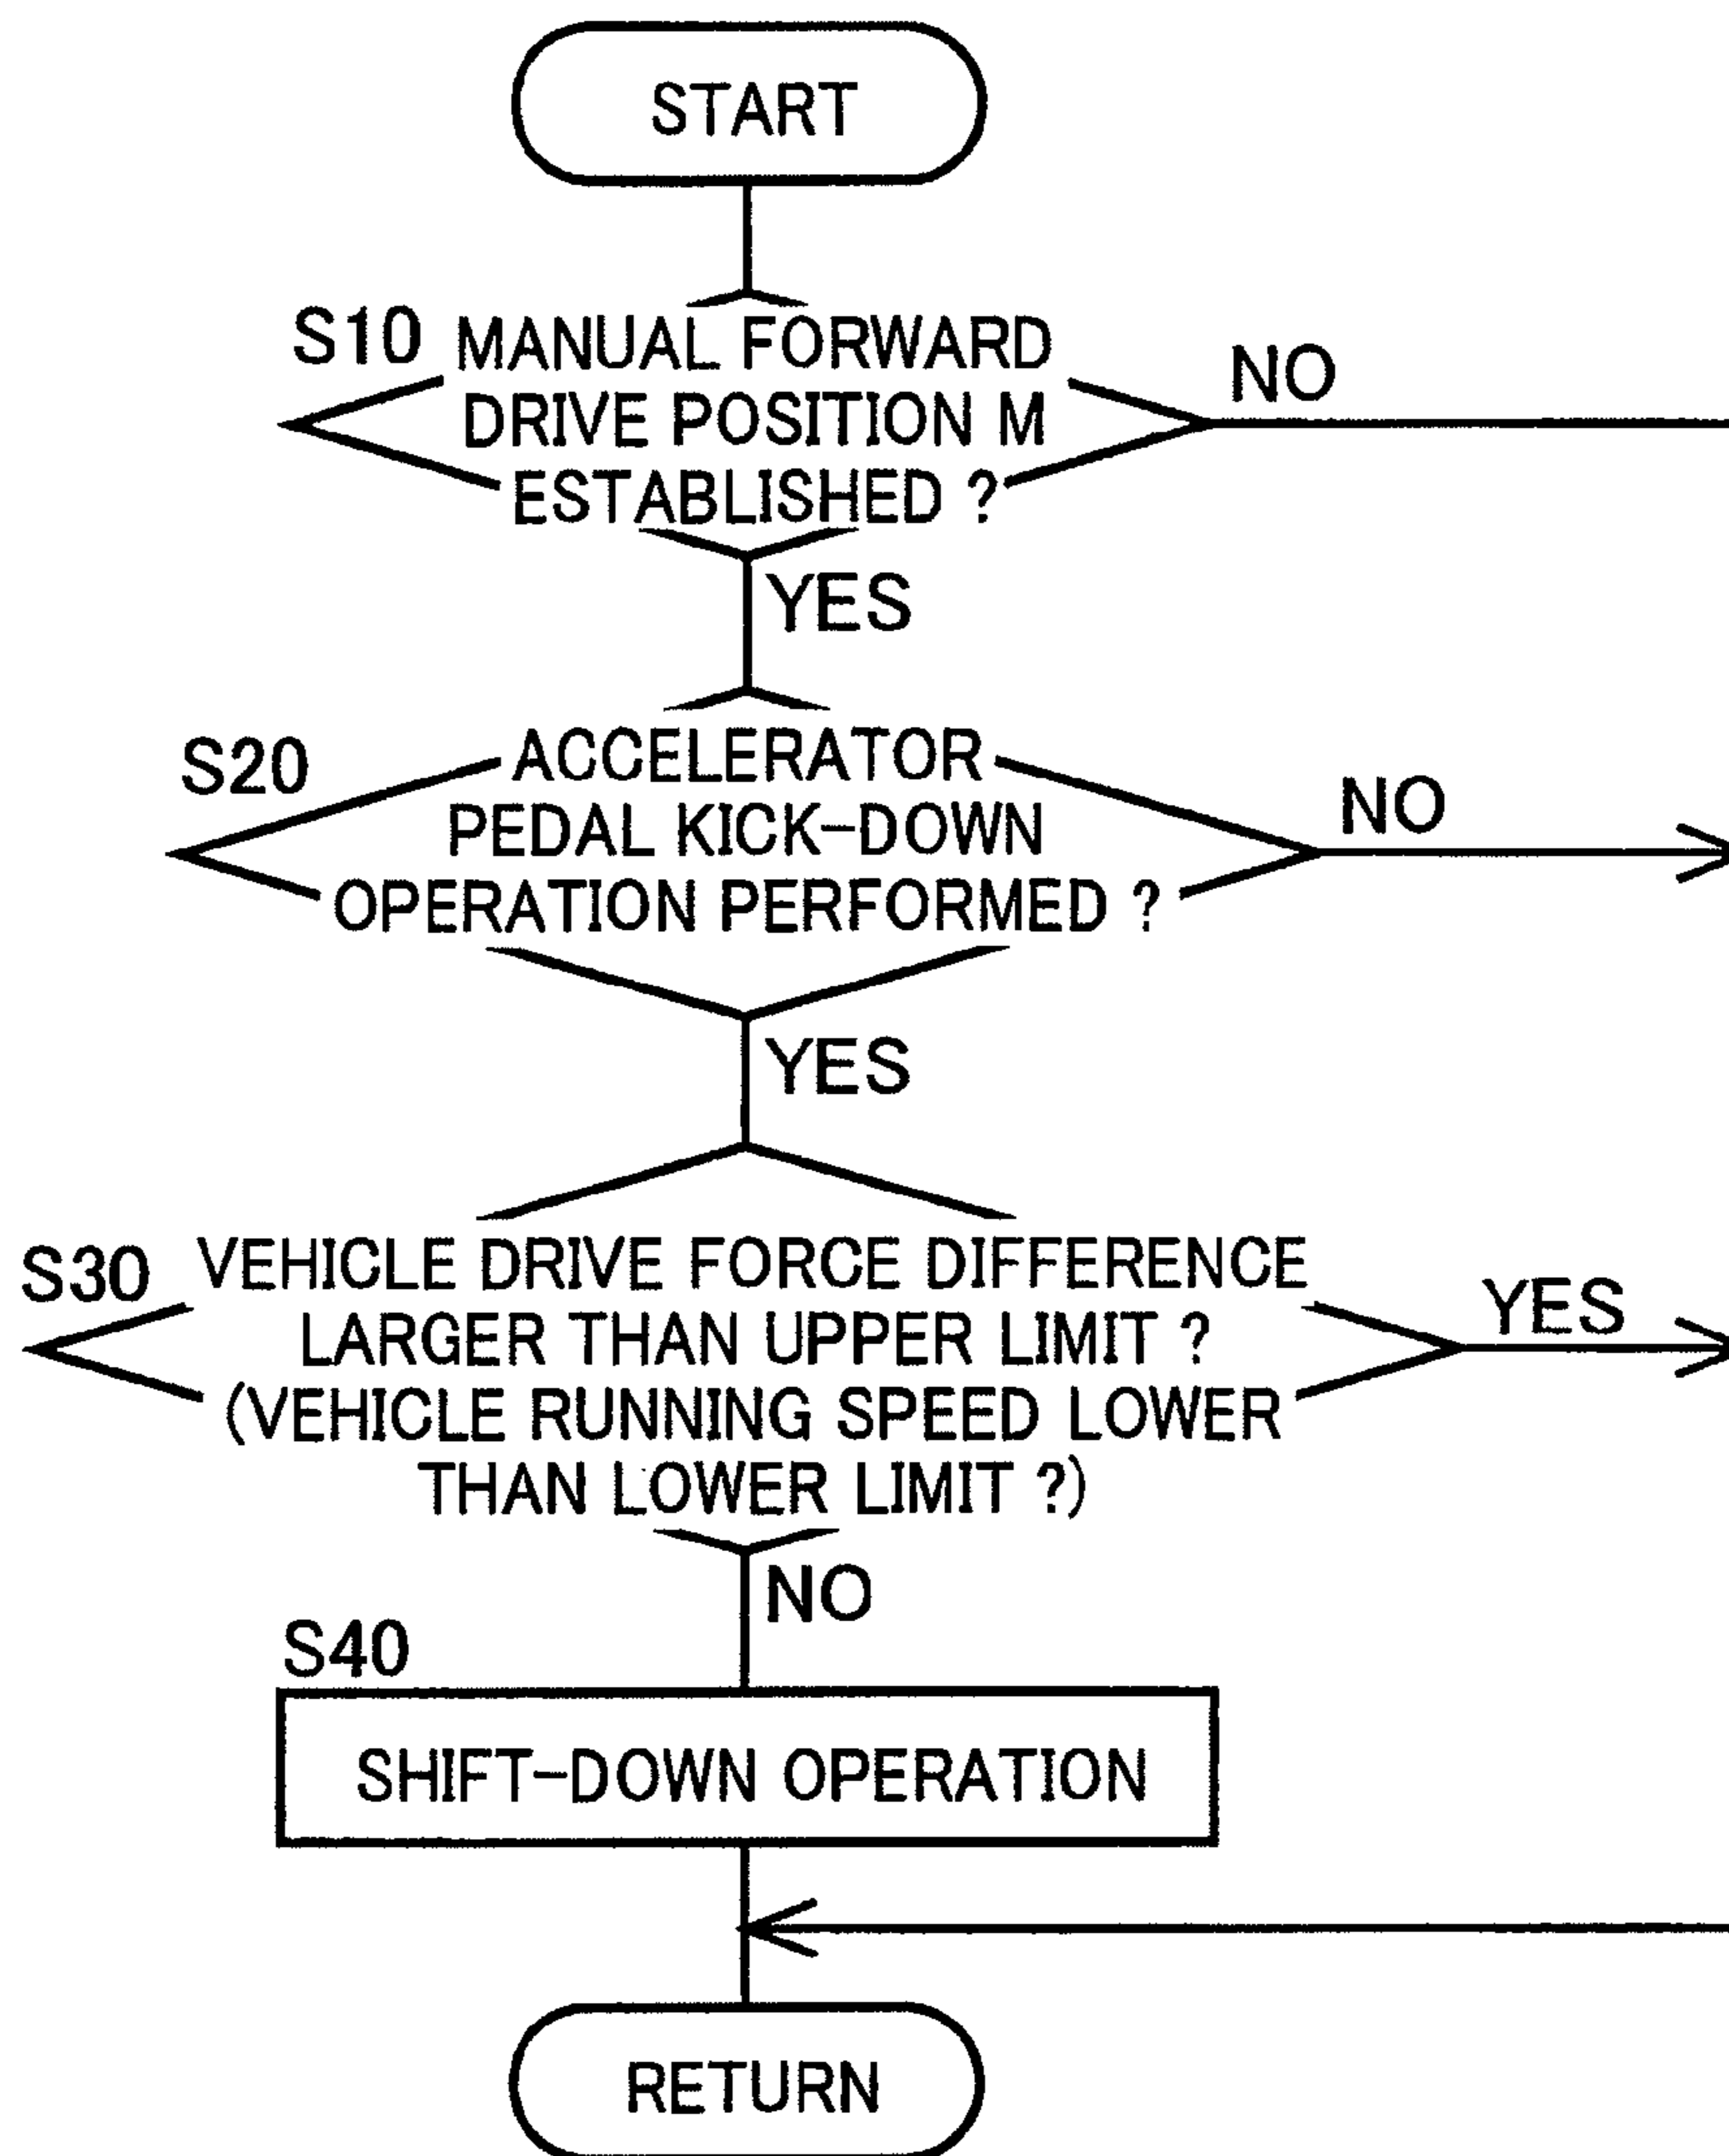 START
S10
MANUAL FORWARD
DRIVE POSITION M
ESTABLISHED ?
NO
YES
S20
ACCELERATOR
PEDAL KICK-DOWN
OPERATION PERFORMED ?
NO
YES
S30
VEHICLE DRIVE FORCE DIFFERENCE
LARGER THAN UPPER LIMIT ?
(VEHICLE RUNNING SPEED LOWER
THAN LOWER LIMIT ?)
YES
NO
S40
SHIFT-DOWN OPERATION
RETURN